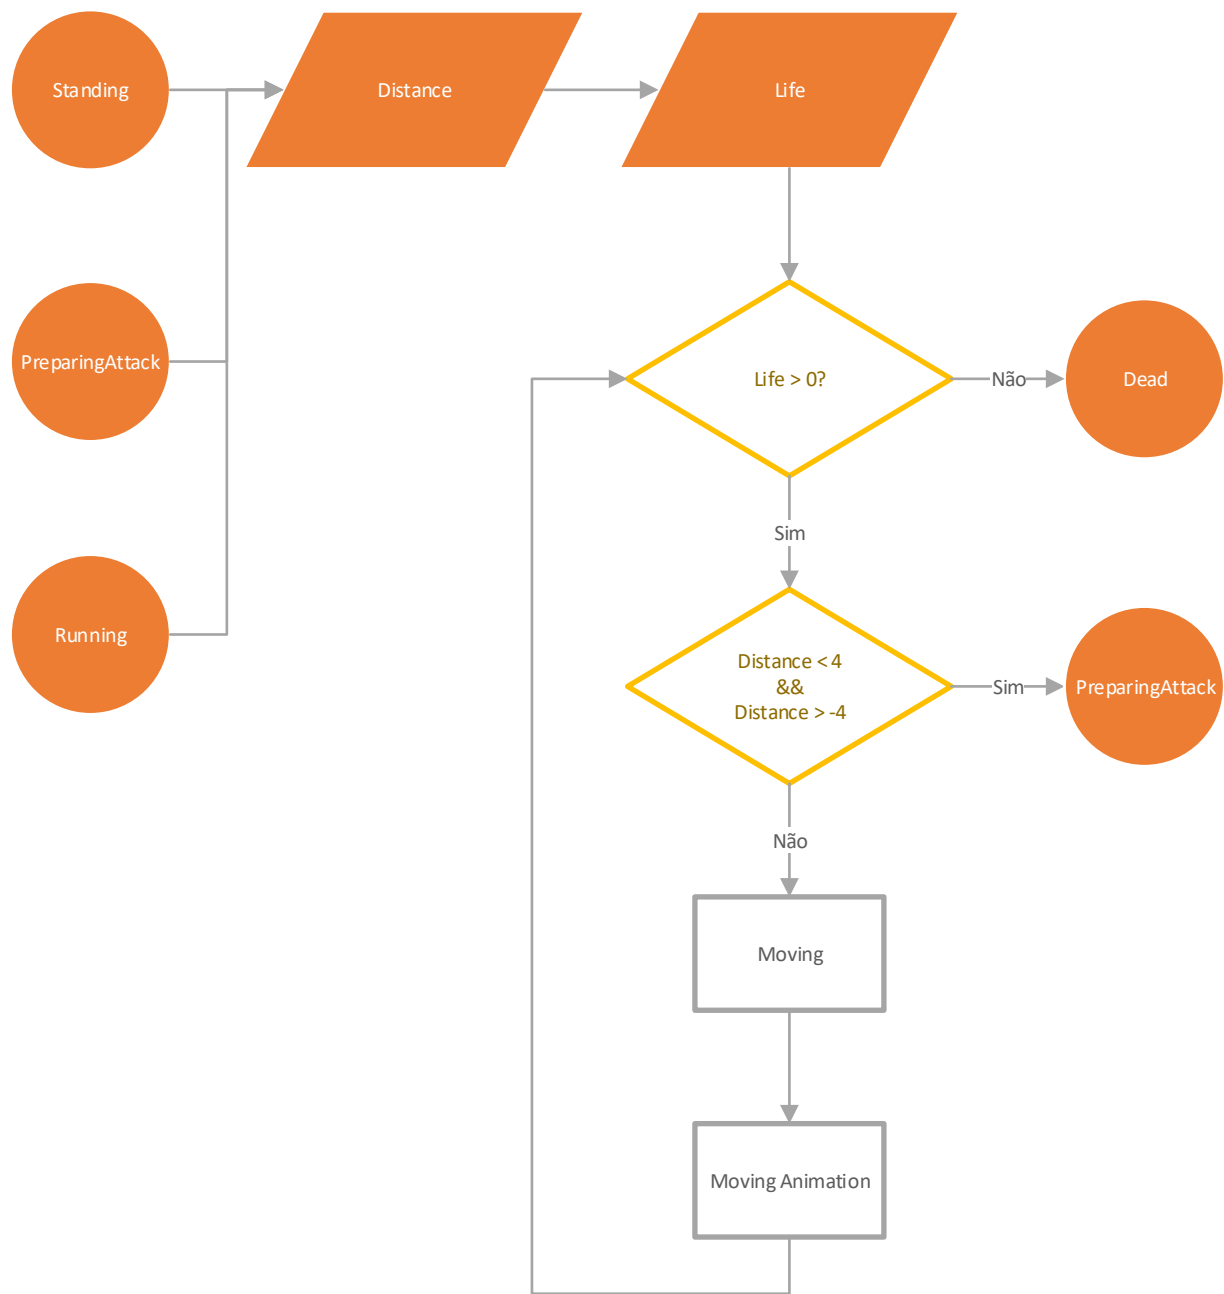 Standing
Distance
Life
PreparingAttack
Life > 0?
Não
Dead
Sim
Running
Distance < 4
&&
Distance > -4
Sim
PreparingAttack
Não
Moving
Moving Animation